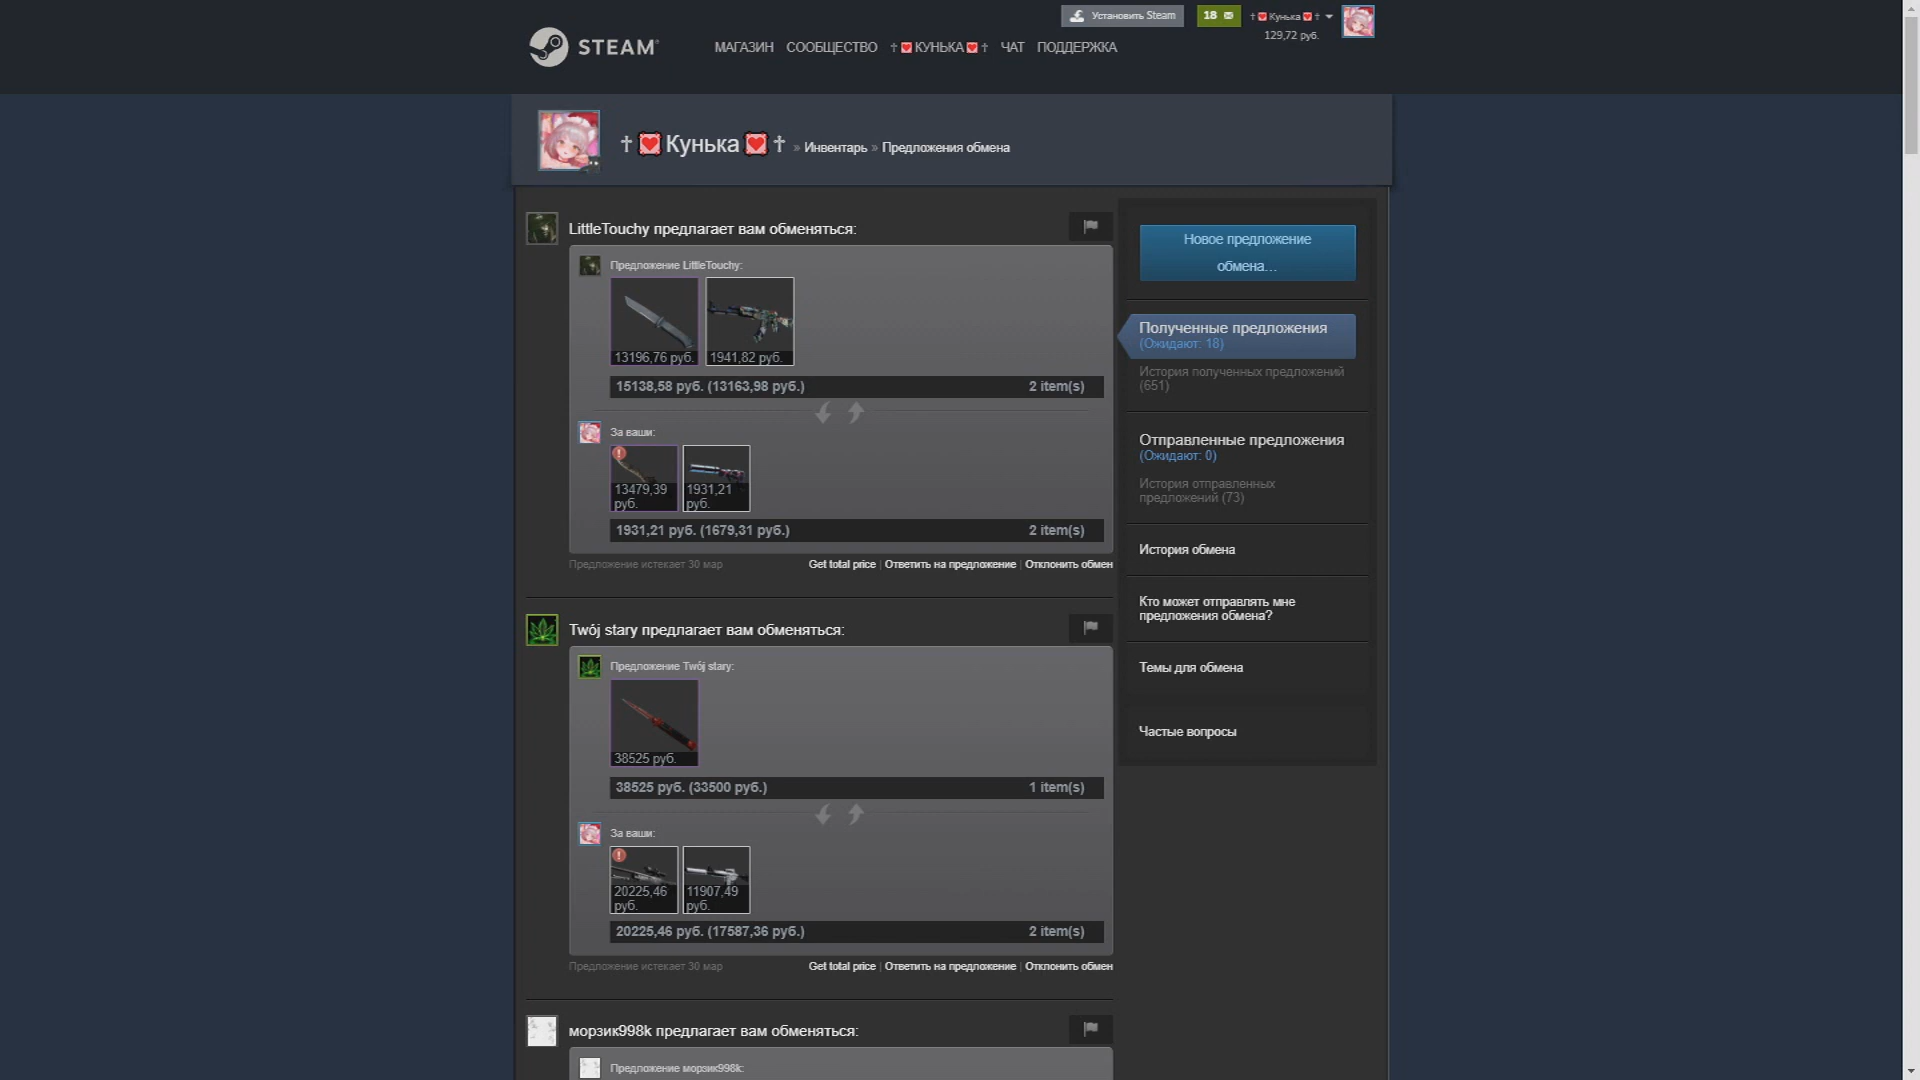 Установить Steam
18
†❤Кунька❤†
129,72 руб.
STEAM
МАГАЗИН СООБЩЕСТВО †❤КУНЬКА❤† ЧАТ ПОДДЕРЖКА
†❤Кунька❤† » Инвентарь » Предложения обмена
LittleTouchy предлагает вам обменяться:
Предложение LittleTouchy:
13196,76 руб.
1941,82 руб.
15138,58 руб. (13163,98 руб.) 2 item(s)
За ваши:
13479,39
руб.
1931,21
руб.
1931,21 руб. (1679,31 руб.) 2 item(s)
Предложение истекает 30 мар
Get total price | Ответить на предложение | Отклонить обмен
Twój stary предлагает вам обменяться:
Предложение Twój stary:
38525 руб.
38525 руб. (33500 руб.) 1 item(s)
За ваши:
20225,46
руб.
11907,49
руб.
20225,46 руб. (17587,36 руб.) 2 item(s)
Предложение истекает 30 мар
Get total price | Ответить на предложение | Отклонить обмен
морзик998k предлагает вам обменяться:
Предложение морзик998k:
Новое предложение
обмена...
Полученные предложения
(Ожидают: 18)
История полученных предложений
(651)
Отправленные предложения
(Ожидают: 0)
История отправленных
предложений (73)
История обмена
Кто может отправлять мне
предложения обмена?
Темы для обмена
Частые вопросы